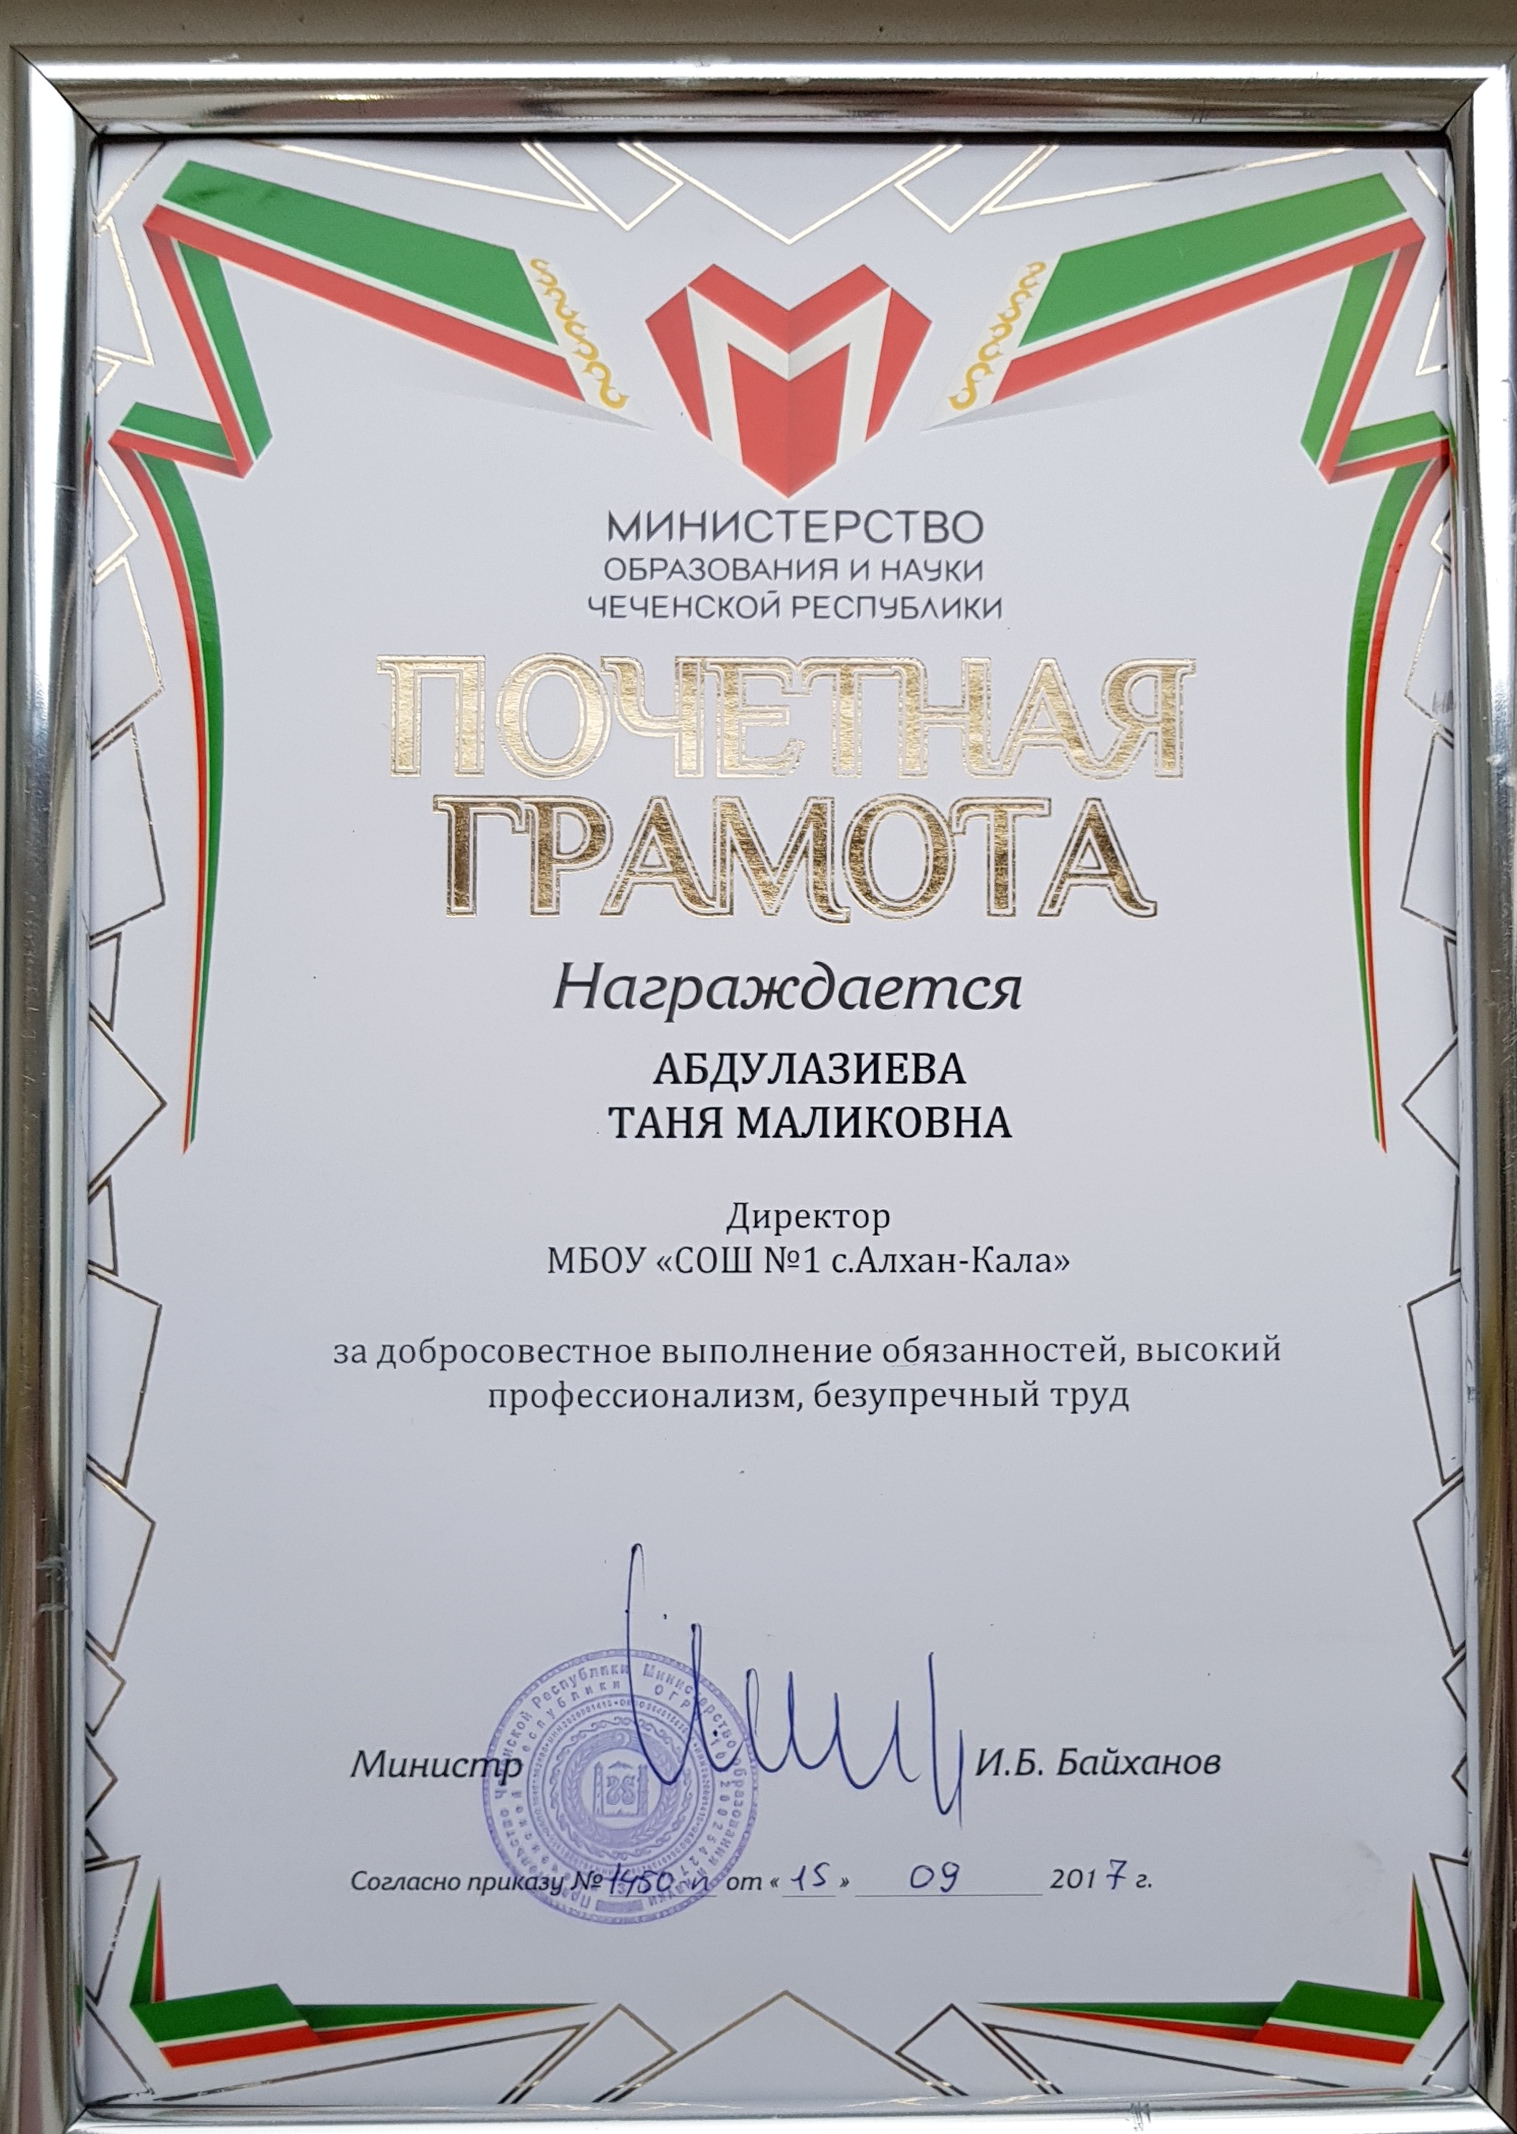 МИНИСТЕРСТВО
ОБРАЗОВАНИЯ И НАУКИ
ЧЕЧЕНСКОЙ РЕСПУБЛИКИ
ПОЧЕТНАЯ
ГРАМОТА
Награждается
АБДУЛАЗИЕВА
ТАНЯ МАЛИКОВНА
Директор
МБОУ «СОШ №1 с.Алхан-Кала»
за добросовестное выполнение обязанностей, высокий
профессионализм, безупречный труд
Министр И.Б. Байханов
Согласно приказу № 1450-п от « 15 » 09 2017 г.